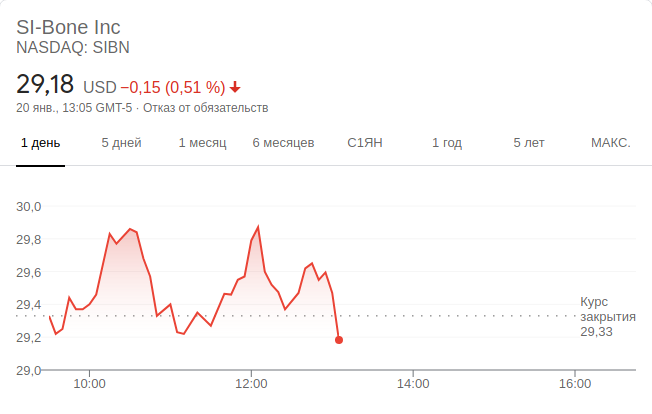 SI-Bone Inc
NASDAQ: SIBN
29,18 USD −0,15 (0,51 %)
20 янв., 13:05 GMT-5 · Отказ от обязательств
1 день 5 дней 1 месяц 6 месяцев С1ЯН 1 год 5 лет МАКС.
30,0
29,8
29,6
29,4
29,2
29,0
Курс
закрытия
29,33
10:00 12:00 14:00 16:00